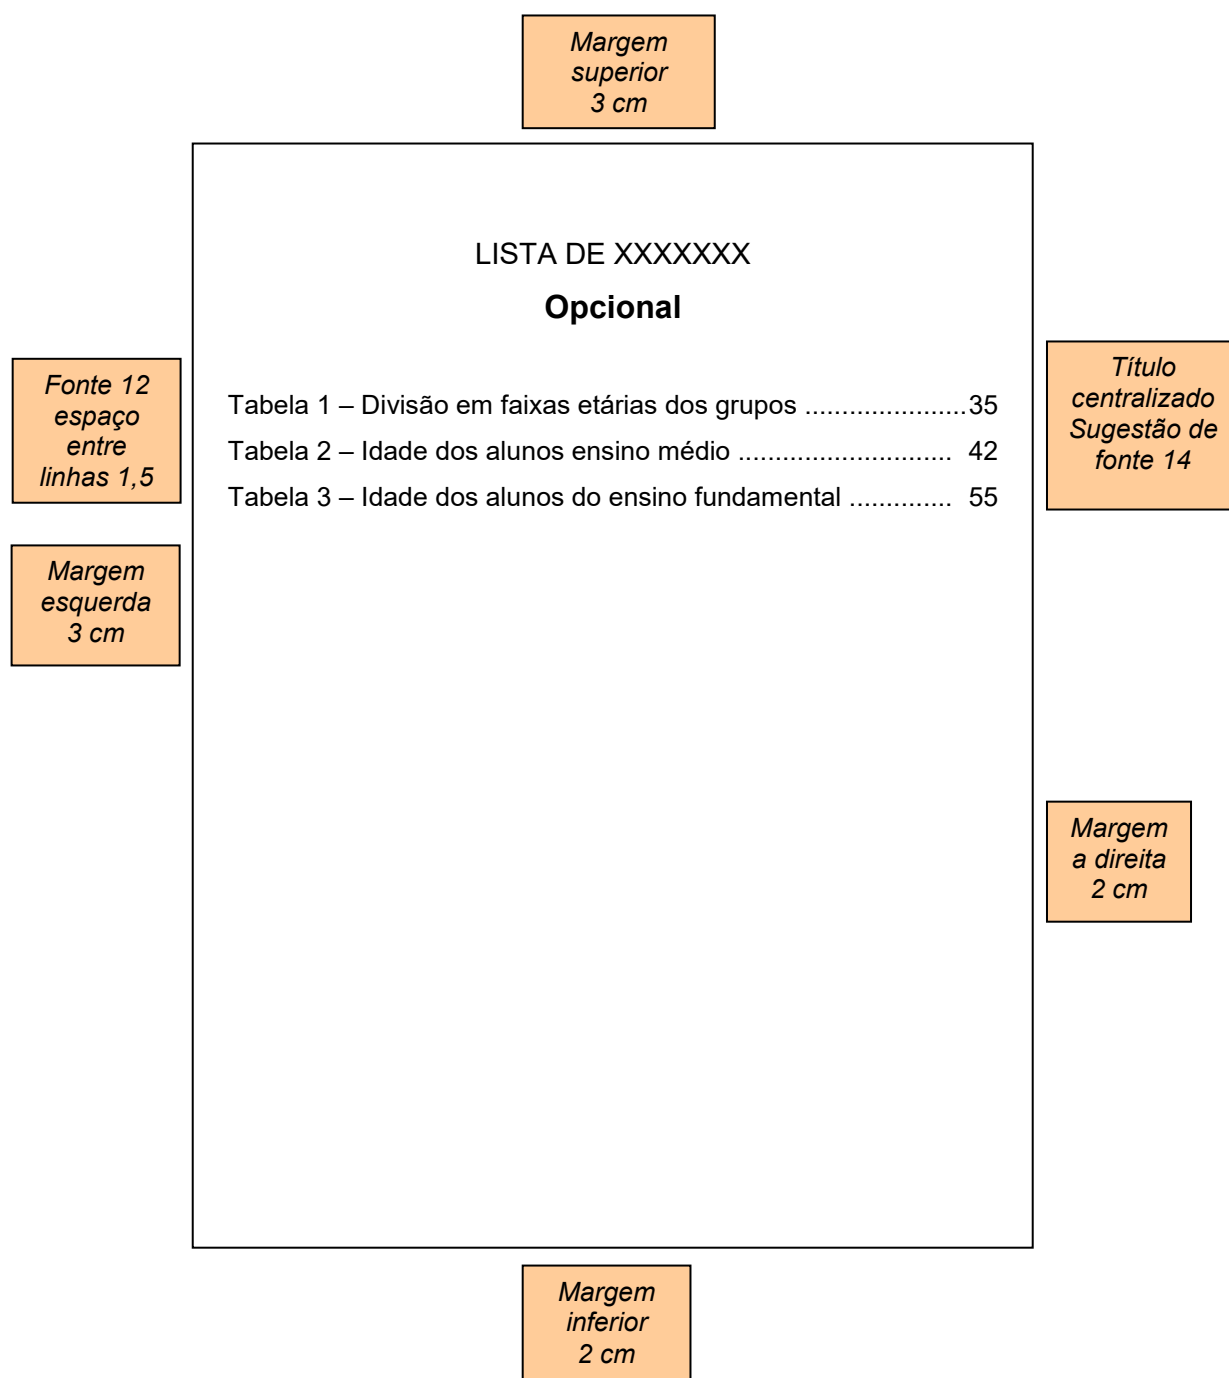 Margem
superior
3 cm
LISTA DE XXXXXXX
Opcional
Fonte 12
espaço
entre
linhas 1,5
Título
centralizado
Sugestão de
fonte 14
Tabela 1 – Divisão em faixas etárias dos grupos ......................35
Tabela 2 – Idade dos alunos ensino médio ............................. 42
Tabela 3 – Idade dos alunos do ensino fundamental .............. 55
Margem
esquerda
3 cm
Margem
a direita
2 cm
Margem
inferior
2 cm